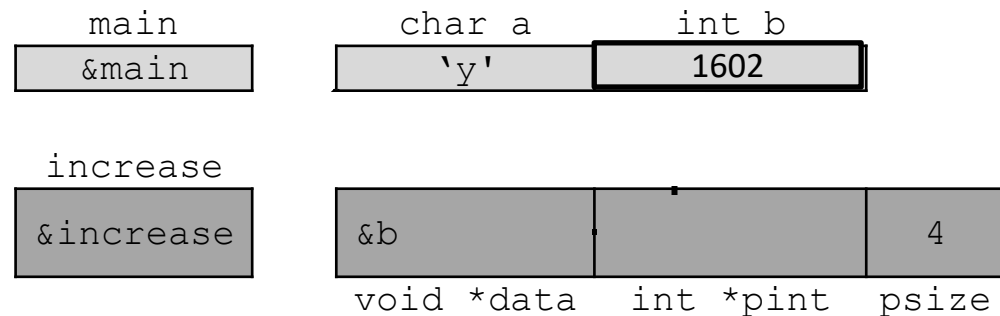 main char a int b
&main `y' 1602
increase
&increase &b 4
void *data int *pint psize